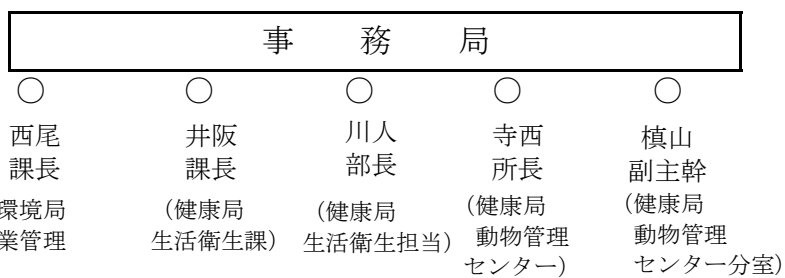 事　務　局
○　○　○　○　○
西尾　井阪　川人　寺西　槙山
課長　課長　部長　所長　副主幹
環境局　(健康局　(健康局　(健康局　(健康局
業管理　生活衛生課)　生活衛生担当)　動物管理　動物管理
センター)　センター分室)